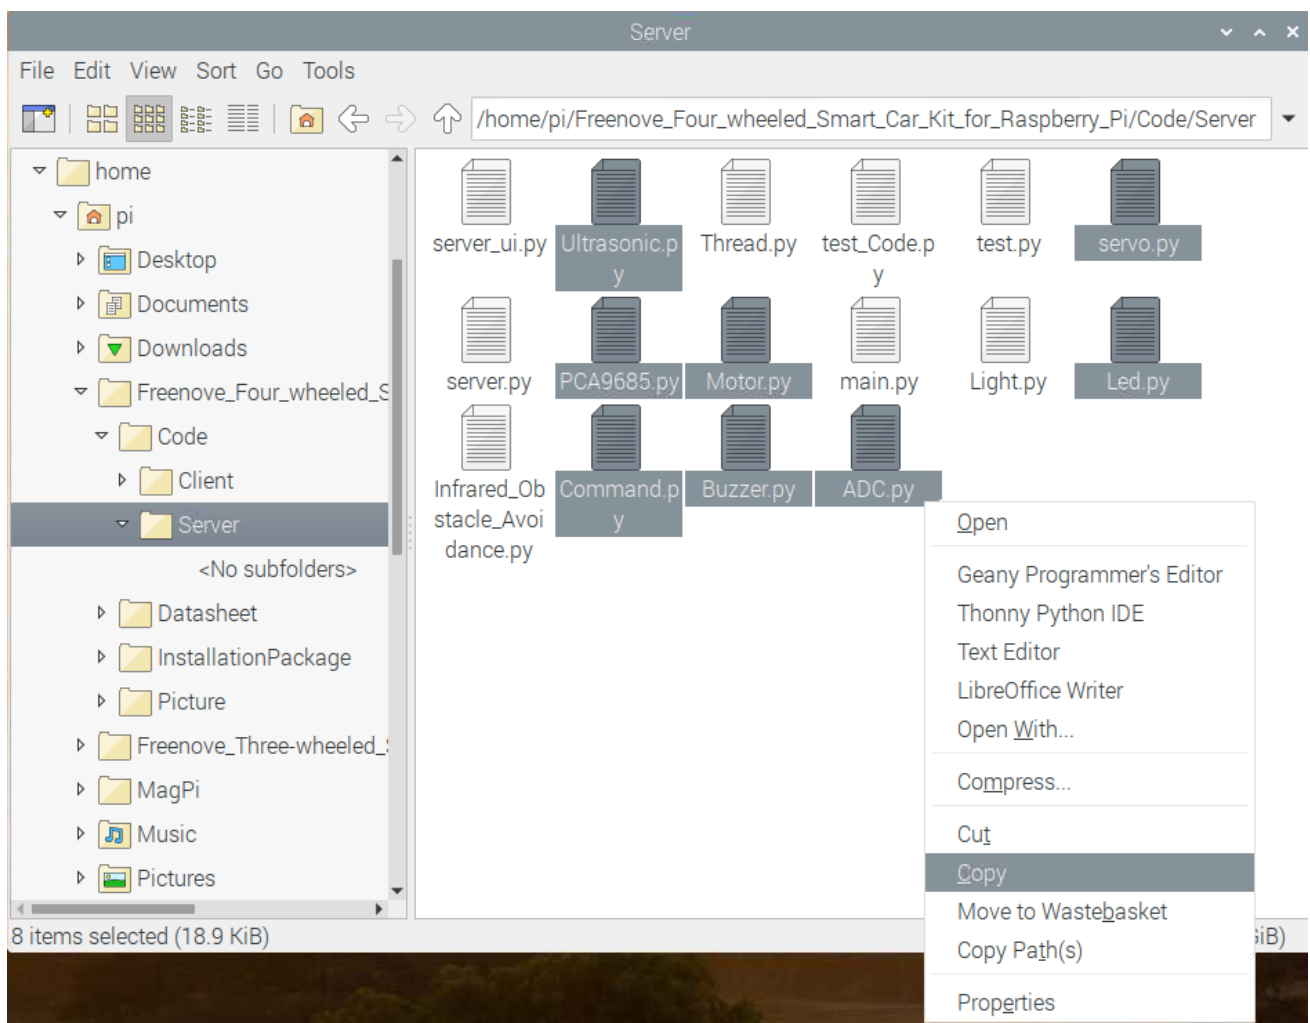 Server
File Edit View Sort Go Tools
/home/pi/Freenove_Four_wheeled_Smart_Car_Kit_for_Raspberry_Pi/Code/Server
home
pi
Desktop
Documents
Downloads
Freenove_Four_wheeled_S
Code
Client
Server
<No subfolders>
Datasheet
InstallationPackage
Picture
Freenove_Three-wheeled_
MagPi
Music
Pictures
server_ui.py
Ultrasonic.p
y
Thread.py
test_Code.p
y
test.py
servo.py
server.py
PCA9685.py
Motor.py
main.py
Light.py
Led.py
Infrared_Ob
stacle_Avoi
dance.py
Command.p
y
Buzzer.py
ADC.py
Open
Geany Programmer's Editor
Thonny Python IDE
Text Editor
LibreOffice Writer
Open With...
Compress...
Cut
Copy
Move to Wastebasket
Copy Path(s)
Properties
8 items selected (18.9 KiB)
iB)